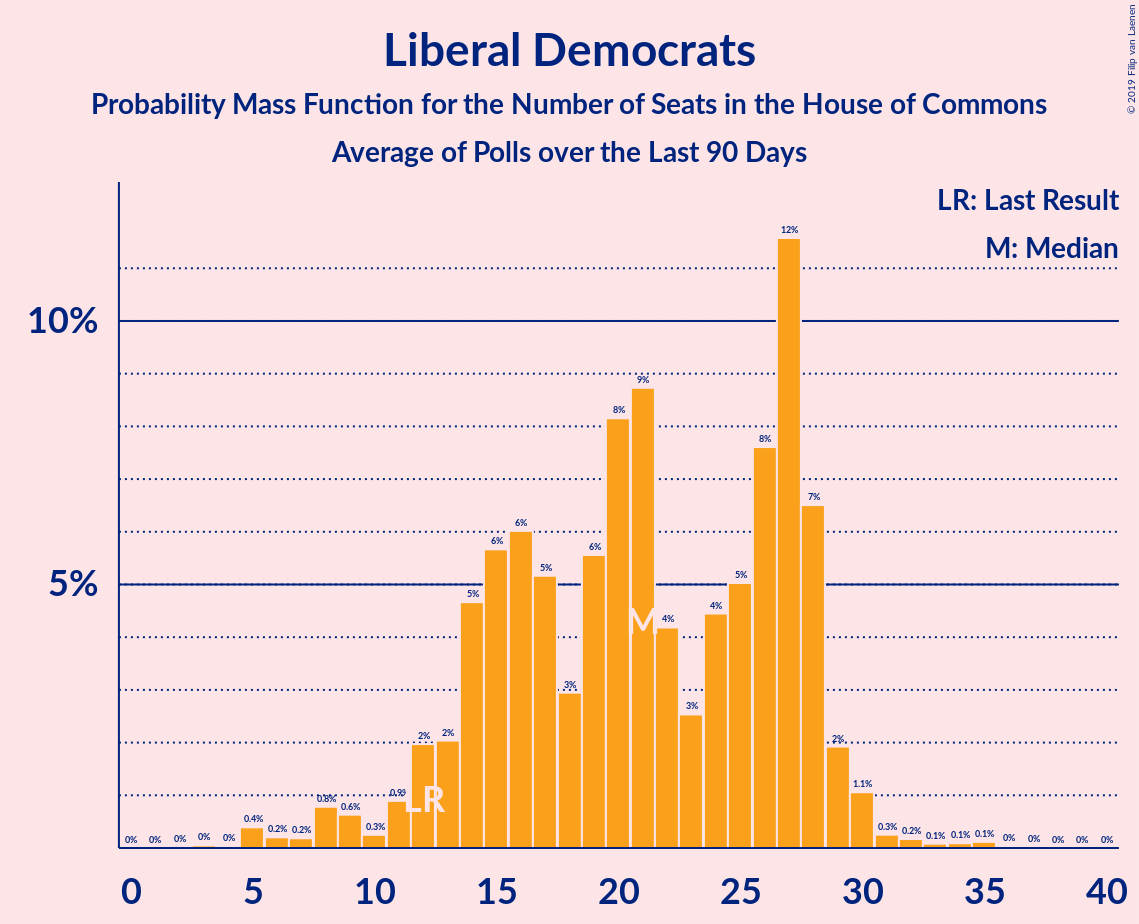 Liberal Democrats
Probability Mass Function for the Number of Seats in the House of Commons
Average of Polls over the Last 90 Days
© 2019 Filip van Laenen
LR: Last Result
M: Median
10%
5%
0% 0% 0% 0% 0% 0.4% 0.2% 0.2% 0.8% 0.6% 0.3% 0.9% 2% 2% 5% 6% 6% 5% 3% 6% 8% 9% 4% 3% 4% 5% 8% 12% 7% 2% 1.1% 0.3% 0.2% 0.1% 0.1% 0.1% 0% 0% 0% 0% 0%
M
LR
0 5 10 15 20 25 30 35 40